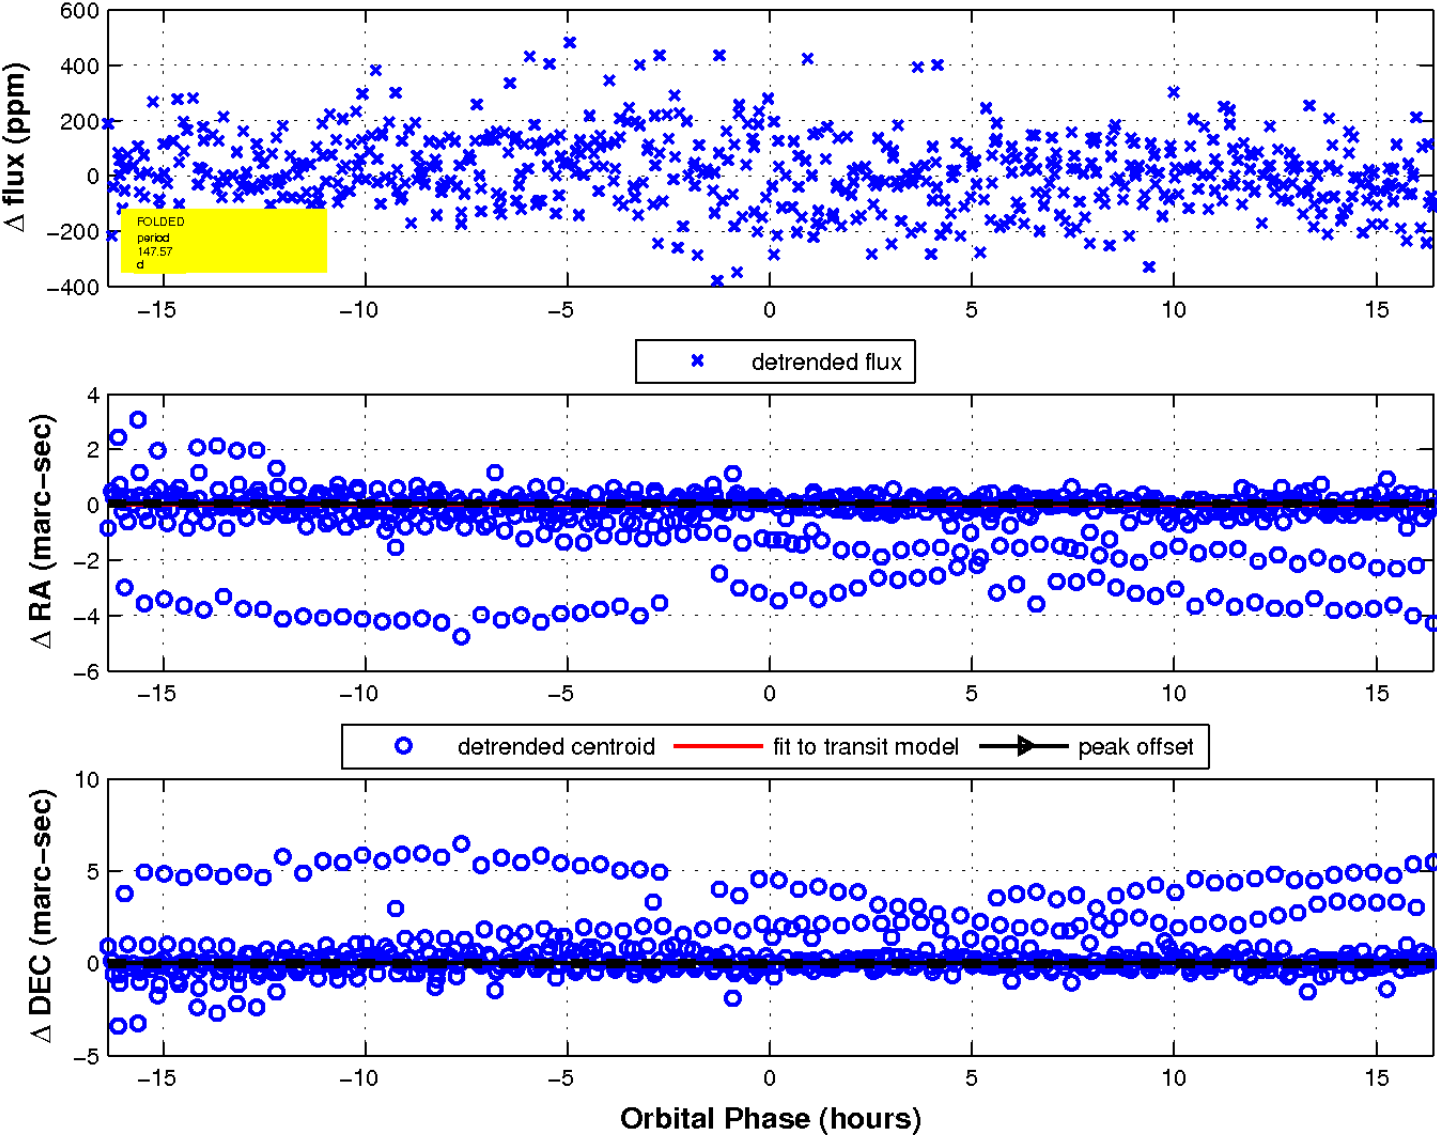 600
400
200
0
−200
−400
Δ flux (ppm)
FOLDED
period
147.57
d
−15 −10 −5 0 5 10 15
detrended flux
4
2
0
−2
−4
−6
Δ RA (marc−sec)
−15 −10 −5 0 5 10 15
detrended centroid fit to transit model peak offset
10
5
0
−5
Δ DEC (marc−sec)
−15 −10 −5 0 5 10 15
Orbital Phase (hours)